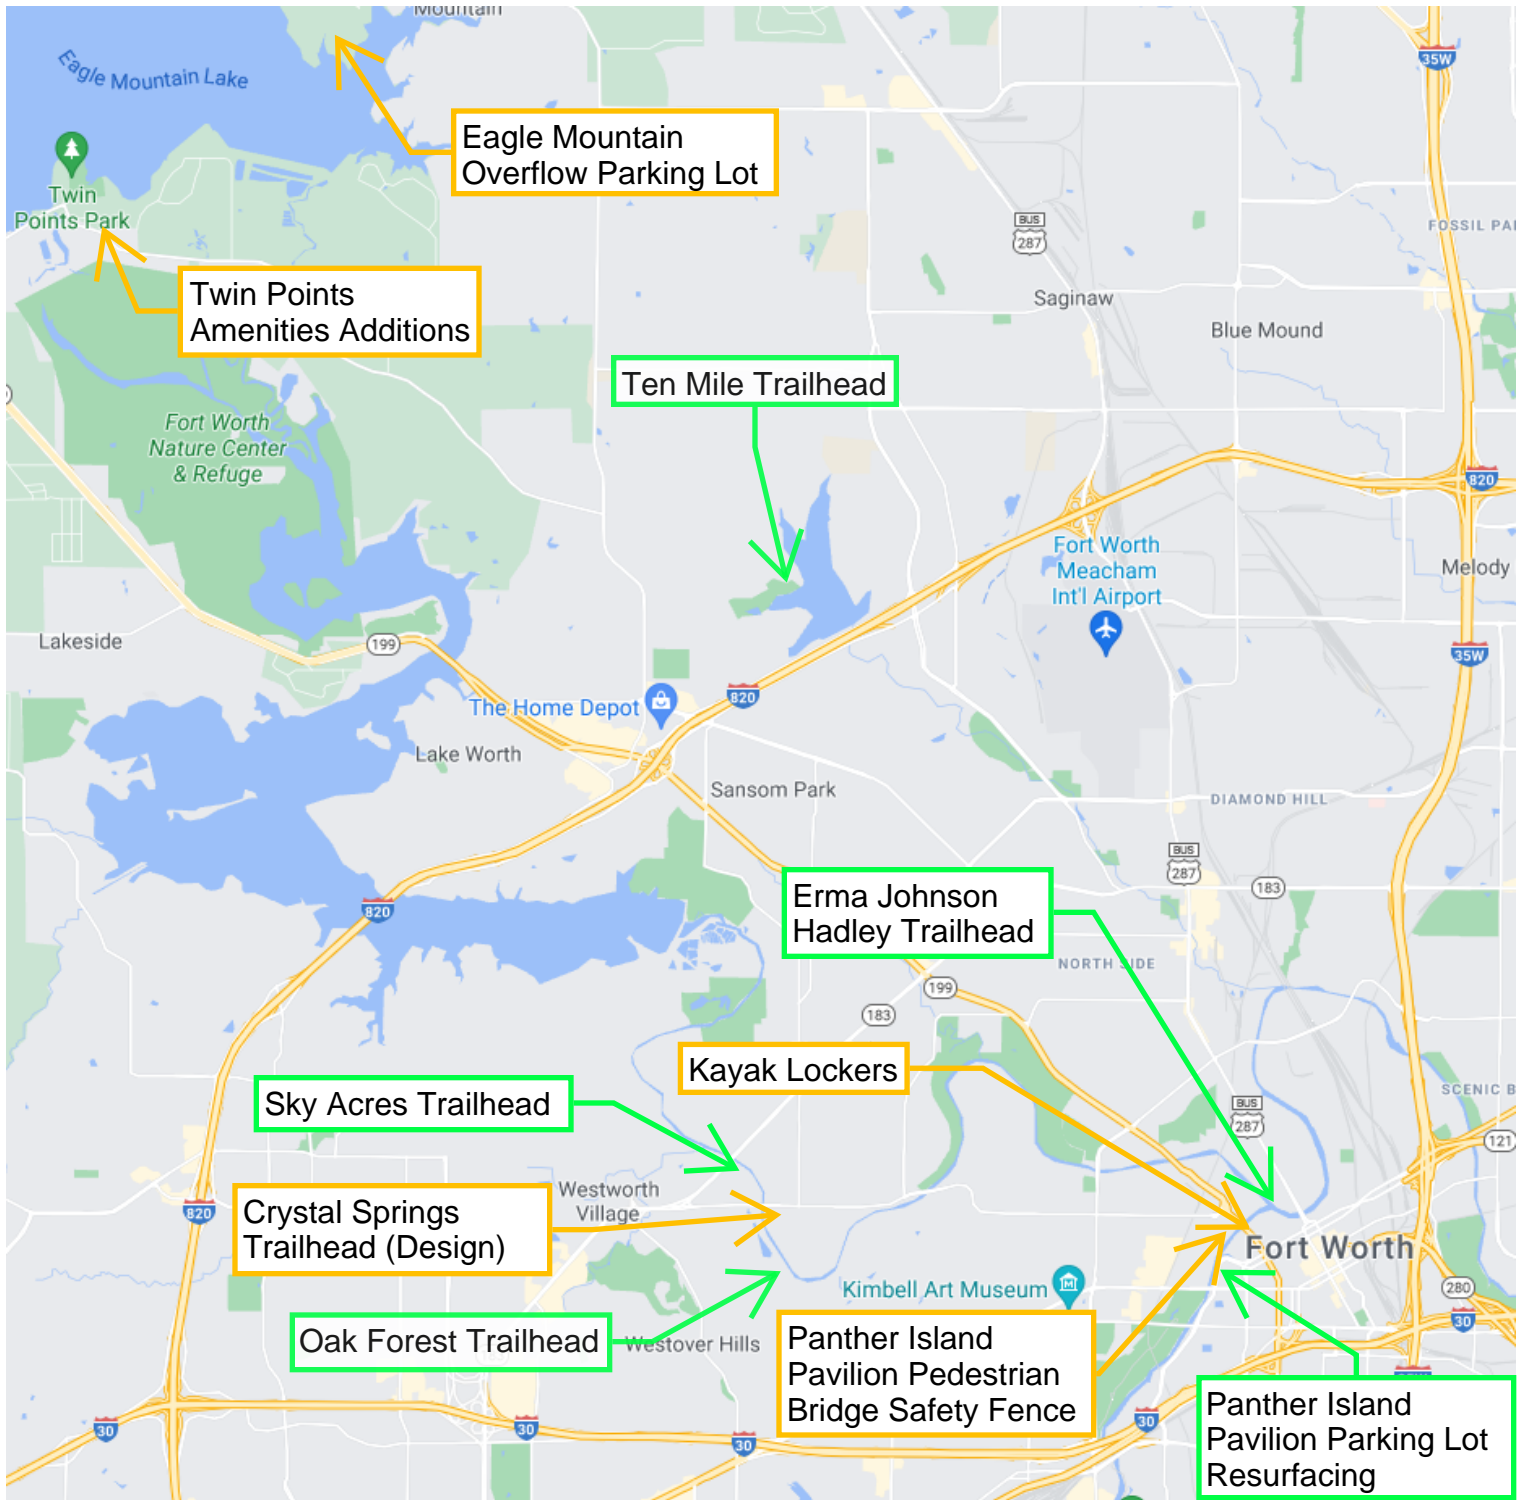 Mountain
Eagle Mountain Lake
35W
Eagle Mountain
Overflow Parking Lot
Twin
Points Park
BUS
287
FOSSIL PA
Twin Points
Amenities Additions
Saginaw
Blue Mound
Ten Mile Trailhead
Fort Worth
Nature Center
& Refuge
820
Fort Worth
Meacham
Int'l Airport
Melody
Lakeside
199
35W
The Home Depot
820
Lake Worth
Sansom Park
DIAMOND HILL
BUS
287
183
Erma Johnson
Hadley Trailhead
820
NORTH SIDE
199
183
Kayak Lockers
Sky Acres Trailhead
SCENIC B
BUS
287
121
Westworth
Village
820
Crystal Springs
Trailhead (Design)
Fort Worth
Kimbell Art Museum
M
280
30
Oak Forest Trailhead
Westover Hills
Panther Island
Pavilion Pedestrian
Bridge Safety Fence
Panther Island
Pavilion Parking Lot
Resurfacing
30
30
30
30